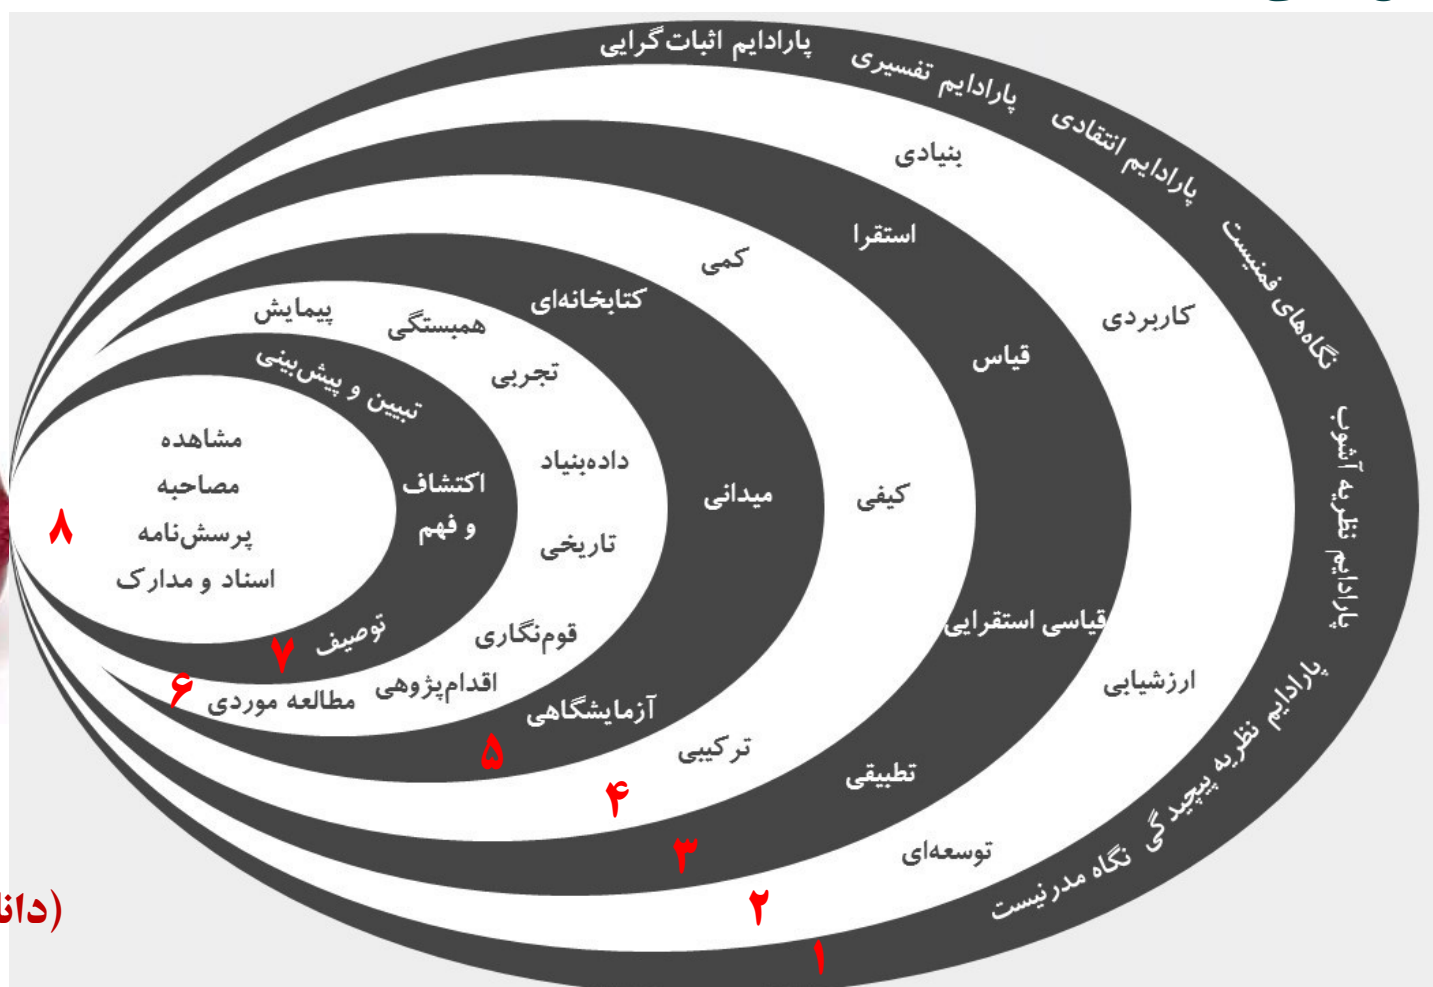 پارادایم اثبات‌گرایی
پارادایم تفسیری
پارادایم انتقادی
نگاه‌های فمنیست
پارادایم نظریه آشوب
پارادایم نظریه پیچیدگی
نگاه مدرنیست
۱
بنیادی
کاربردی
ارزشیابی
توسعه‌ای
۲
استقرا
قیاس
قیاسی استقرایی
تطبیقی
۳
کمی
کیفی
ترکیبی
۴
کتابخانه‌ای
میدانی
آزمایشگاهی
۵
پیمایش
همبستگی
تجربی
داده‌بنیاد
تاریخی
قوم‌نگاری
اقدام‌پژوهی
مطالعه موردی
۶
تبیین و پیش‌بینی
اکتشاف
و فهم
توصیف
۷
مشاهده
مصاحبه
پرسش‌نامه
اسناد و مدارک
۸